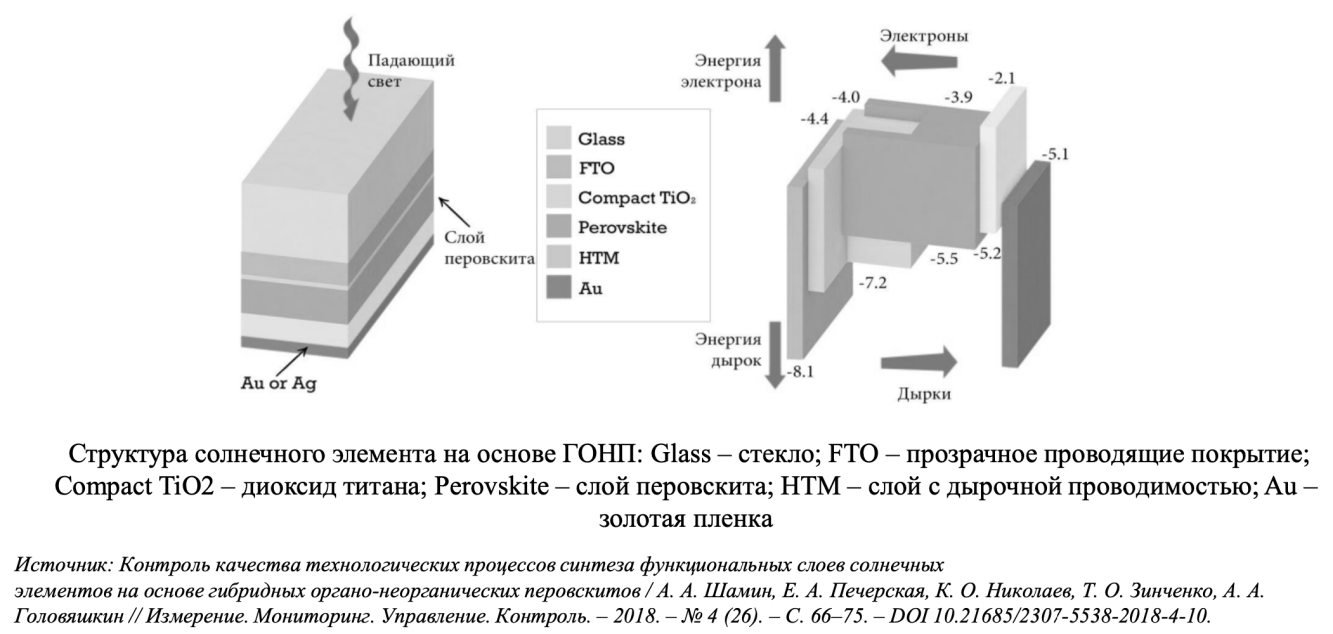 Падающий
свет
Слой
перовскита
Au or Ag
Glass
FTO
Compact TiO₂
Perovskite
HTM
Au
Энергия
электрона
Электроны
-2.1
-3.9
-4.0
-4.4
-5.1
-5.2
-5.5
-7.2
Энергия
дырок
-8.1
Дырки
Структура солнечного элемента на основе ГОНП: Glass – стекло; FTO – прозрачное проводящие покрытие;
Compact TiO2 – диоксид титана; Perovskite – слой перовскита; HTM – слой с дырочной проводимостью; Au –
золотая пленка
Источник: Контроль качества технологических процессов синтеза функциональных слоев солнечных
элементов на основе гибридных органо-неорганических перовскитов / А. А. Шамин, Е. А. Печерская, К. О. Николаев, Т. О. Зинченко, А. А.
Головяшкин // Измерение. Мониторинг. Управление. Контроль. – 2018. – № 4 (26). – С. 66–75. – DOI 10.21685/2307-5538-2018-4-10.